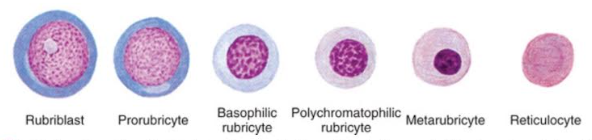 Rubriblast
Prorubricyte
Basophilic
rubricyte
Polychromatophilic
rubricyte
Metarubricyte
Reticulocyte